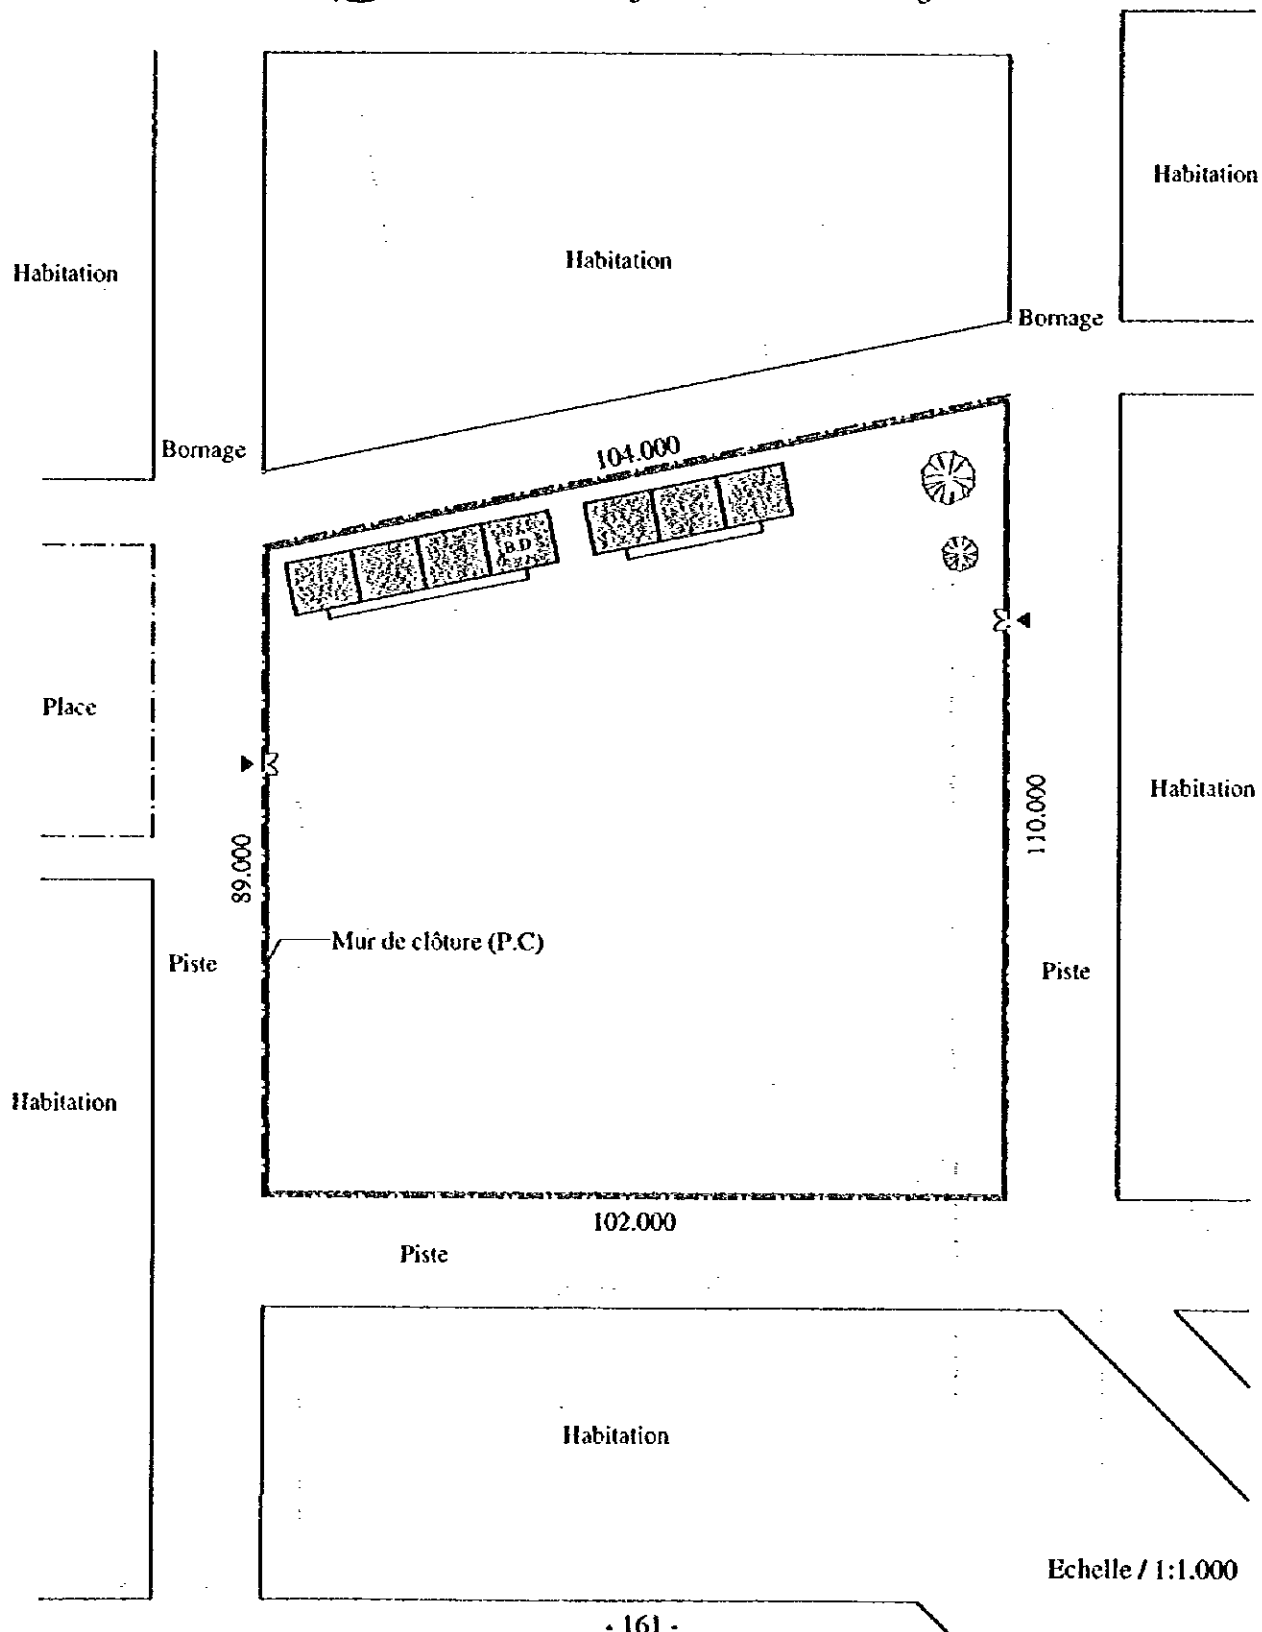 Habitation
Habitation
Habitation
Bornage
Bornage
104.000
B.D
Place
110.000
Habitation
89.000
Mur de clôture (P.C)
Piste
Piste
Habitation
102.000
Piste
Habitation
Echelle / 1:1.000
- 161 -